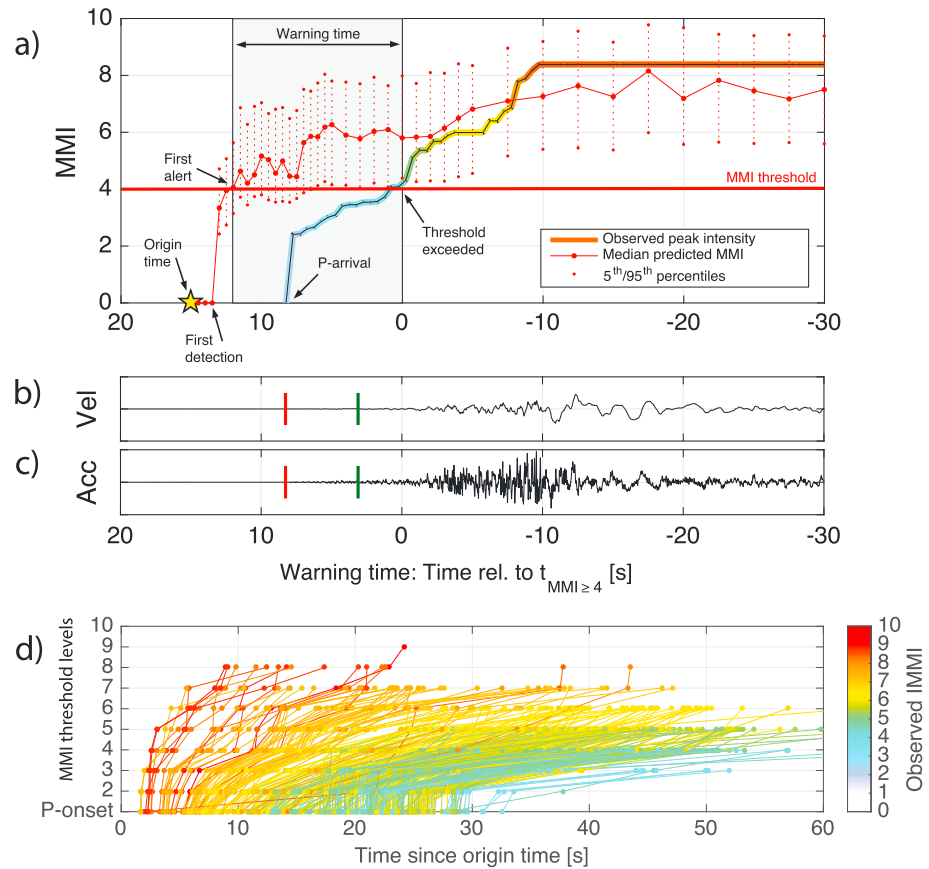 a)
MMI
10
8
6
4
2
0
Warning time
First
alert
Origin
time
P-arrival
First
detection
Threshold
exceeded
MMI threshold
Observed peak intensity
Median predicted MMI
5th/95th percentiles
20
10
0
-10
-20
-30
b)
Vel
c)
Acc
20
10
0
-10
-20
-30
Warning time: Time rel. to tMMI ≥ 4 [s]
d)
MMI threshold levels
10
9
8
7
6
5
4
3
2
P-onset
0
10
20
30
40
50
60
Time since origin time [s]
10
9
8
7
6
5
4
3
2
1
0
Observed IMMI